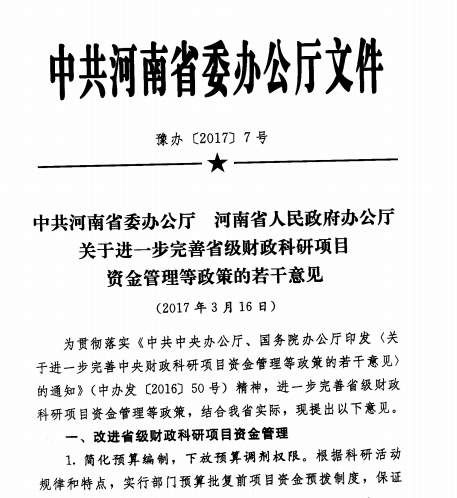 中共河南省委办公厅文件
豫办〔2017〕7号
中共河南省委办公厅 河南省人民政府办公厅
关于进一步完善省级财政科研项目
资金管理等政策的若干意见
(2017年3月16日)
为贯彻落实《中共中央办公厅、国务院办公厅印发〈关
于进一步完善中央财政科研项目资金管理等政策的若干意见〉
的通知》(中办发〔2016〕50号)精神,进一步完善省级财政
科研项目资金管理等政策,结合我省实际,现提出以下意见。
一、改进省级财政科研项目资金管理
1. 简化预算编制,下放预算调剂权限。根据科研活动
规律和特点,实行部门预算批复前项目资金预拨制度,保证